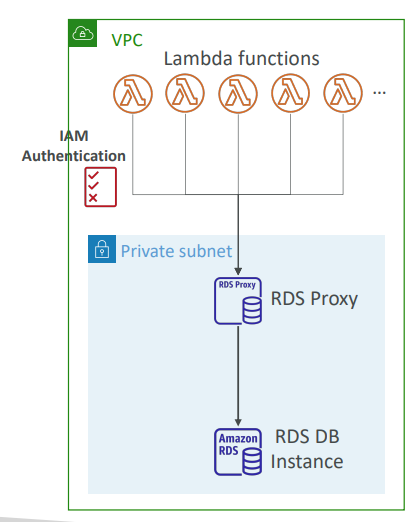 VPC
Lambda functions
...
IAM
Authentication
Private subnet
RDS Proxy
RDS Proxy
Amazon
RDS
RDS DB
Instance